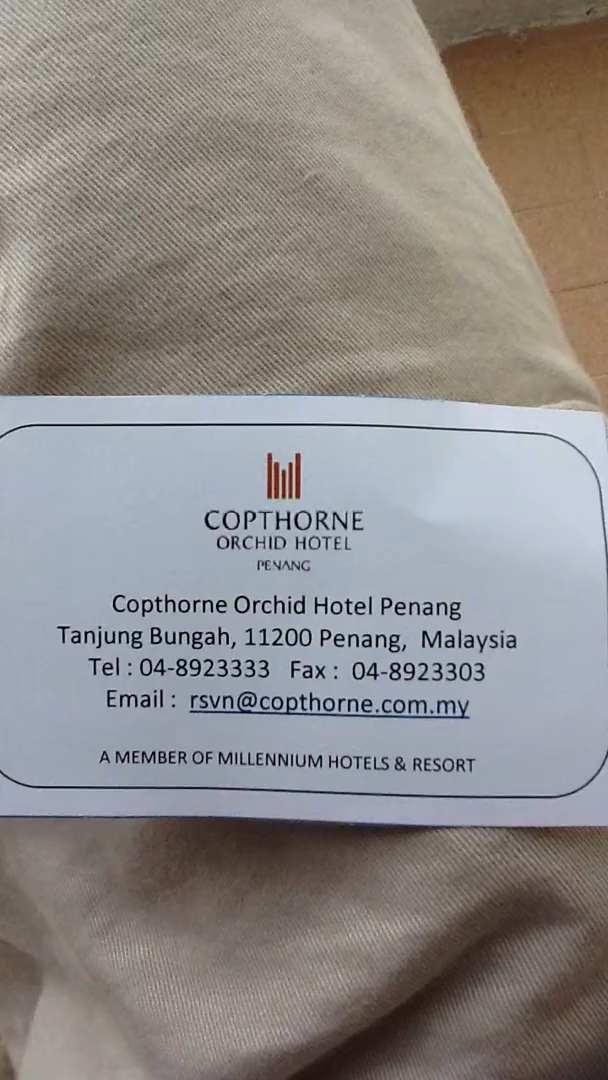 COPTHORNE
ORCHID HOTEL
PENANG
Copthorne Orchid Hotel Penang
Tanjung Bungah, 11200 Penang, Malaysia
Tel : 04-8923333 Fax : 04-8923303
Email : rsvn@copthorne.com.my
A MEMBER OF MILLENNIUM HOTELS & RESORT